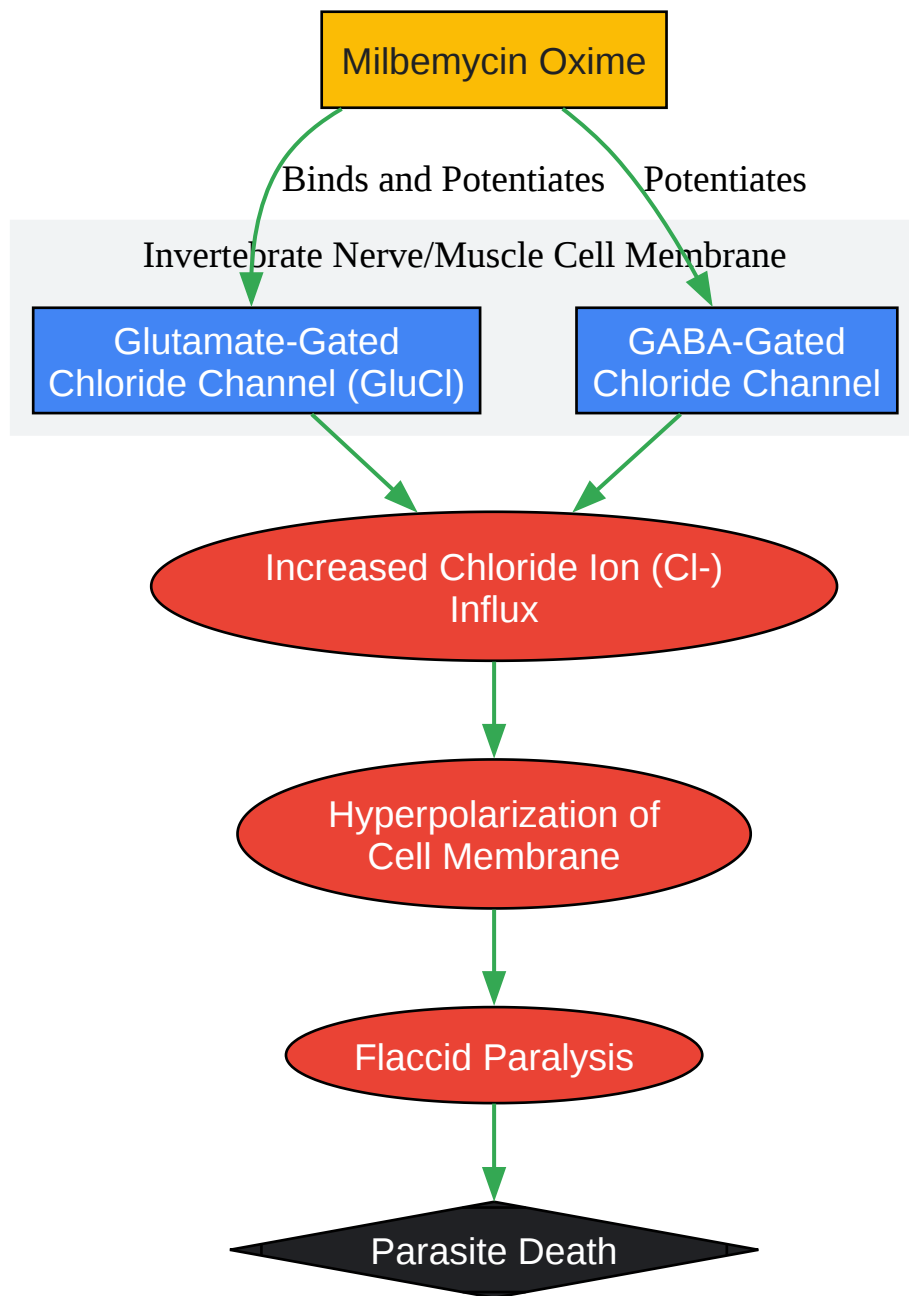 Milbemycin Oxime
Binds and Potentiates
Potentiates
Invertebrate Nerve/Muscle Cell Membrane
Glutamate-Gated
Chloride Channel (GluCl)
GABA-Gated
Chloride Channel
Increased Chloride Ion (Cl-)
Influx
Hyperpolarization of
Cell Membrane
Flaccid Paralysis
Parasite Death